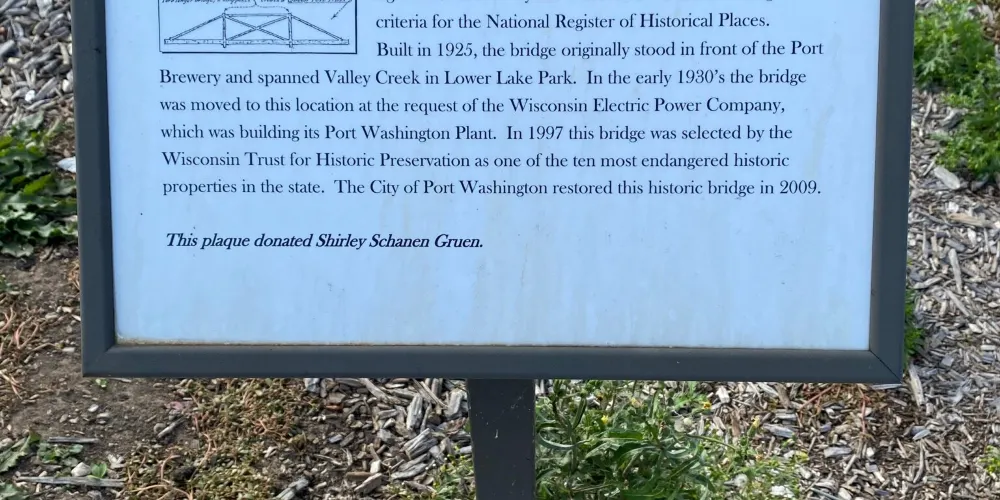 criteria for the National Register of Historical Places.
Built in 1925, the bridge originally stood in front of the Port
Brewery and spanned Valley Creek in Lower Lake Park. In the early 1930's the bridge
was moved to this location at the request of the Wisconsin Electric Power Company,
which was building its Port Washington Plant. In 1997 this bridge was selected by the
Wisconsin Trust for Historic Preservation as one of the ten most endangered historic
properties in the state. The City of Port Washington restored this historic bridge in 2009.
This plaque donated Shirley Schanen Gruen.